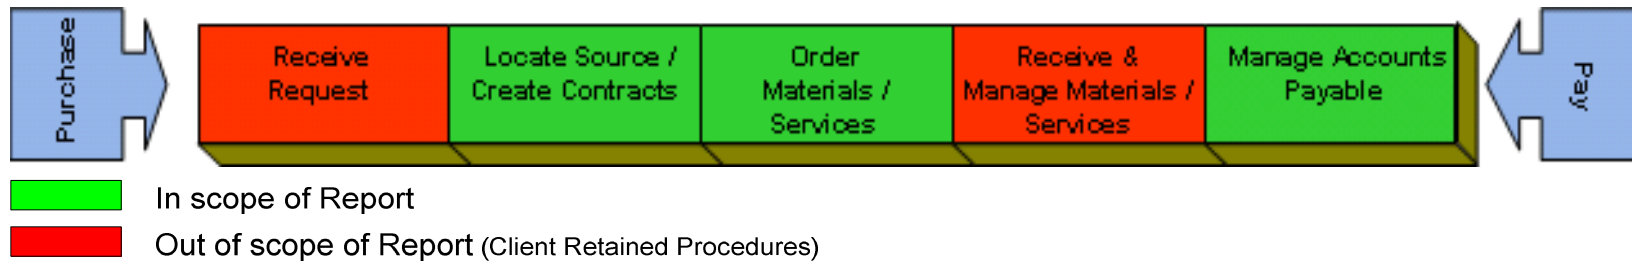 Purchase
Receive
Request
Locate Source /
Create Contracts
Order
Materials /
Services
Receive &
Manage Materials /
Services
Manage Accounts
Payable
Pay
In scope of Report
Out of scope of Report (Client Retained Procedures)